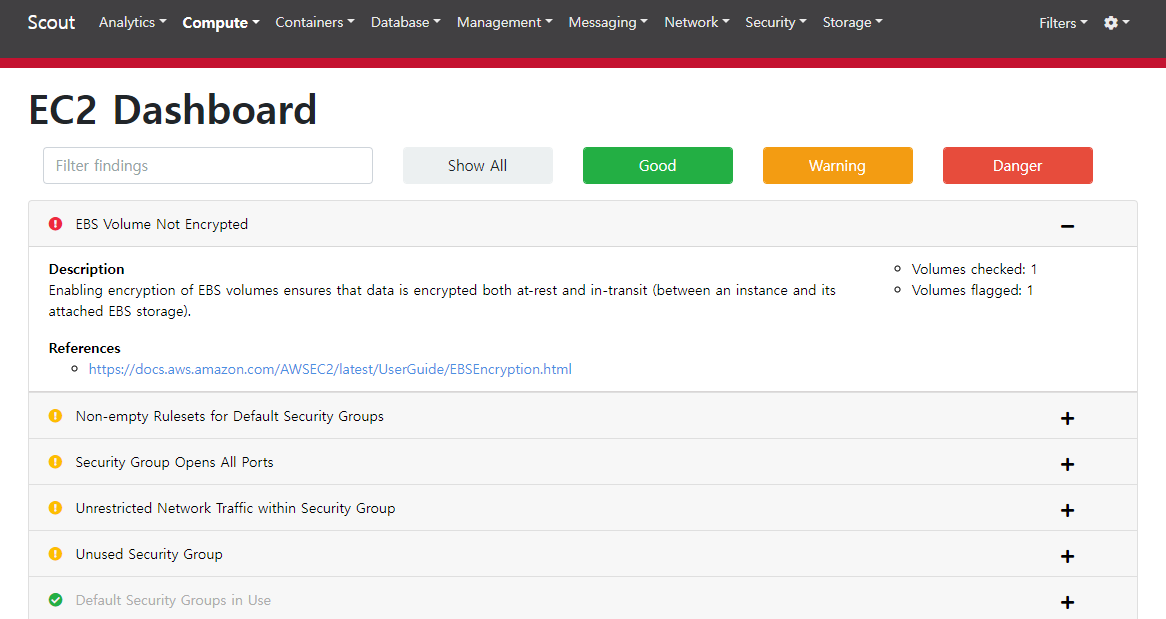 Scout Analytics Compute Containers Database Management Messaging Network Security Storage Filters
EC2 Dashboard
Filter findings Show All Good Warning Danger
EBS Volume Not Encrypted
Description
Enabling encryption of EBS volumes ensures that data is encrypted both at-rest and in-transit (between an instance and its
attached EBS storage).
References
https://docs.aws.amazon.com/AWSEC2/latest/UserGuide/EBSEncryption.html
Volumes checked: 1
Volumes flagged: 1
Non-empty Rulesets for Default Security Groups
Security Group Opens All Ports
Unrestricted Network Traffic within Security Group
Unused Security Group
Default Security Groups in Use